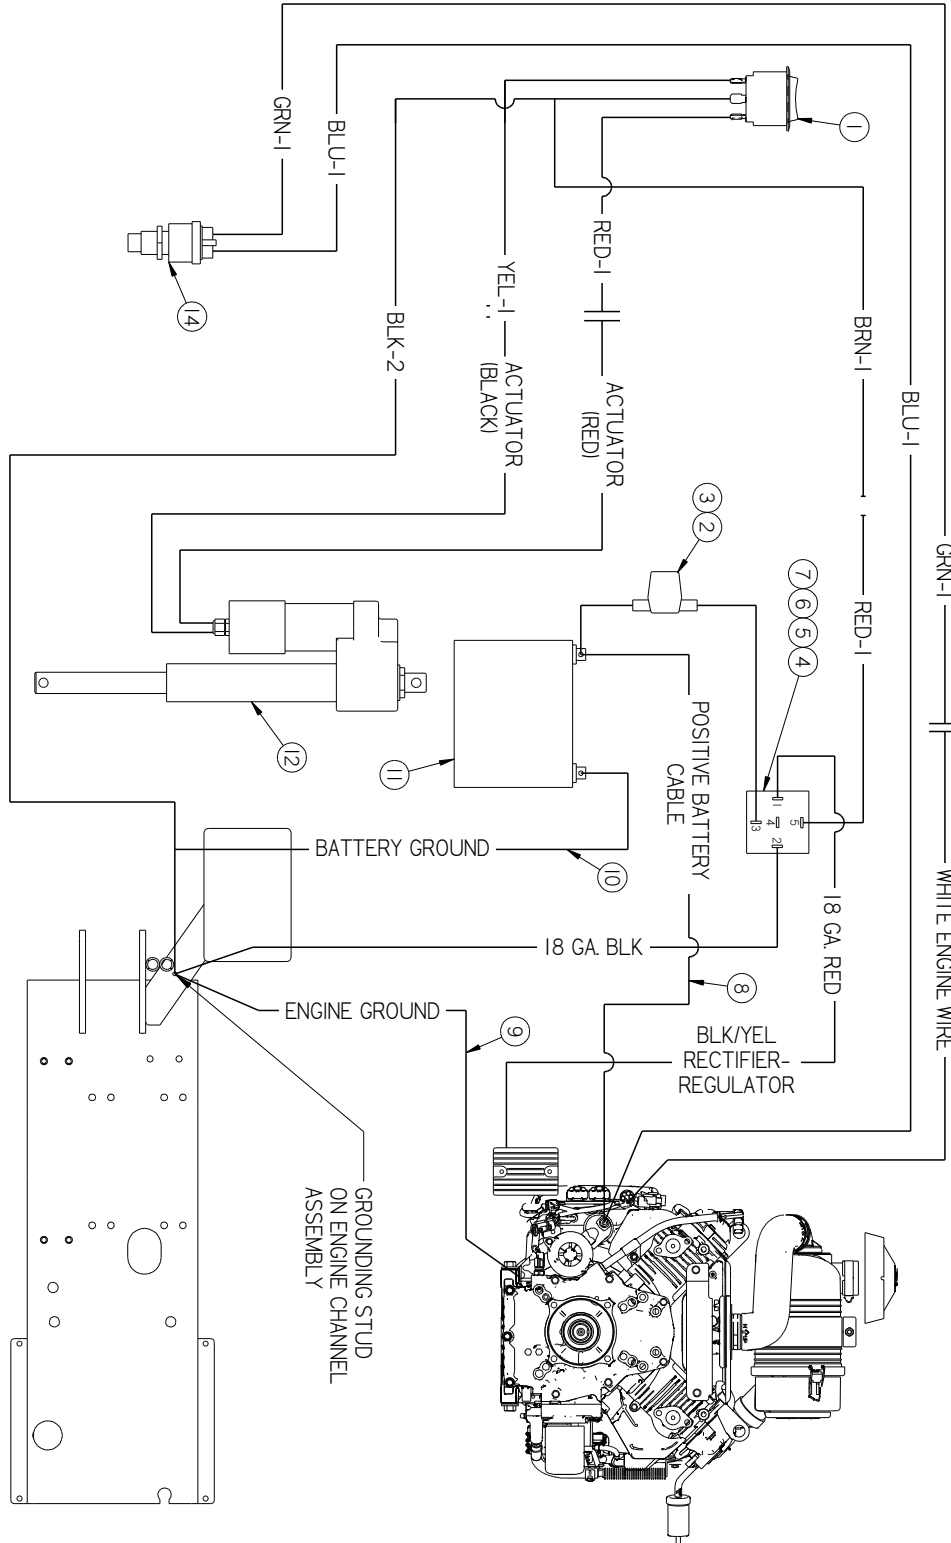 GRN-1
BLU-1
1
14
RED-1
YEL-1
BLK-2
BRN-1
BLU-1
ACTUATOR
(BLACK)
ACTUATOR
(RED)
3 2
7 6 5 4
GRN-1
RED-1
12
11
POSITIVE BATTERY
CABLE
1
5
4
3
2
BATTERY GROUND
10
18 GA. BLK
18 GA. RED
WHITE ENGINE WIRE
8
ENGINE GROUND
9
BLK/YEL
RECTIFIER-
REGULATOR
GROUNDING STUD
ON ENGINE CHANNEL
ASSEMBLY